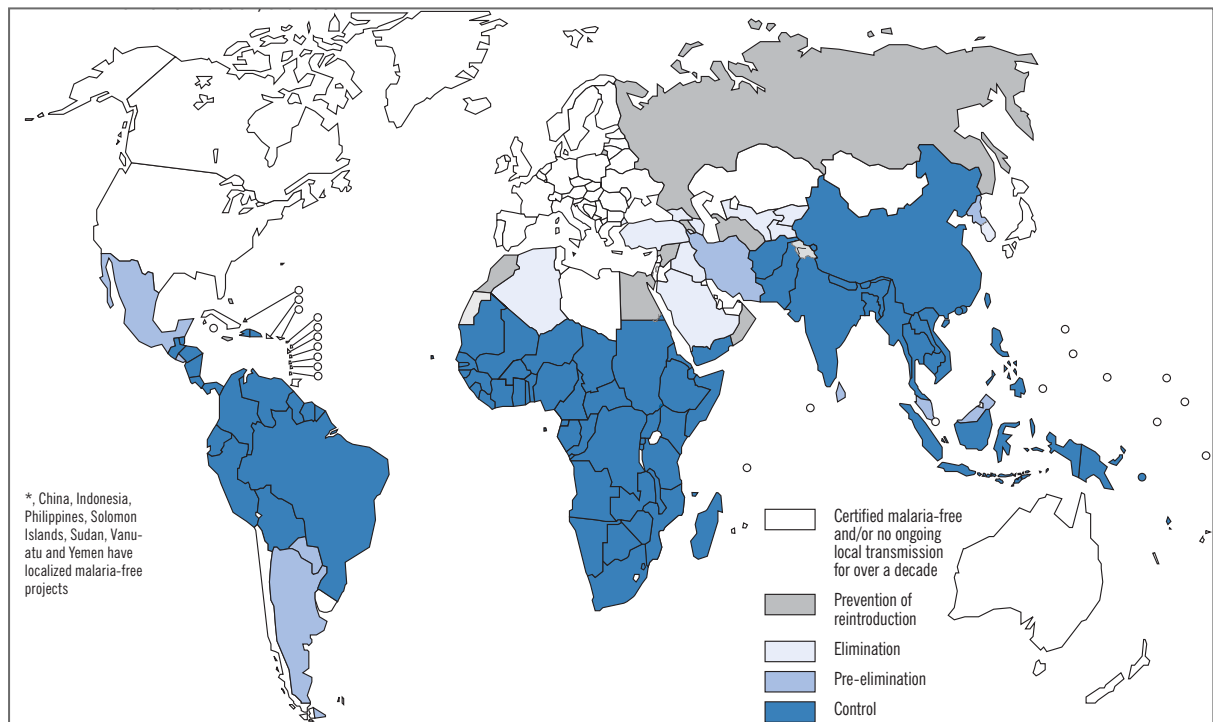 *, China, Indonesia,
Philippines, Solomon
Islands, Sudan, Vanu-
atu and Yemen have
localized malaria-free
projects
Certified malaria-free
and/or no ongoing
local transmission
for over a decade
Prevention of
reintroduction
Elimination
Pre-elimination
Control